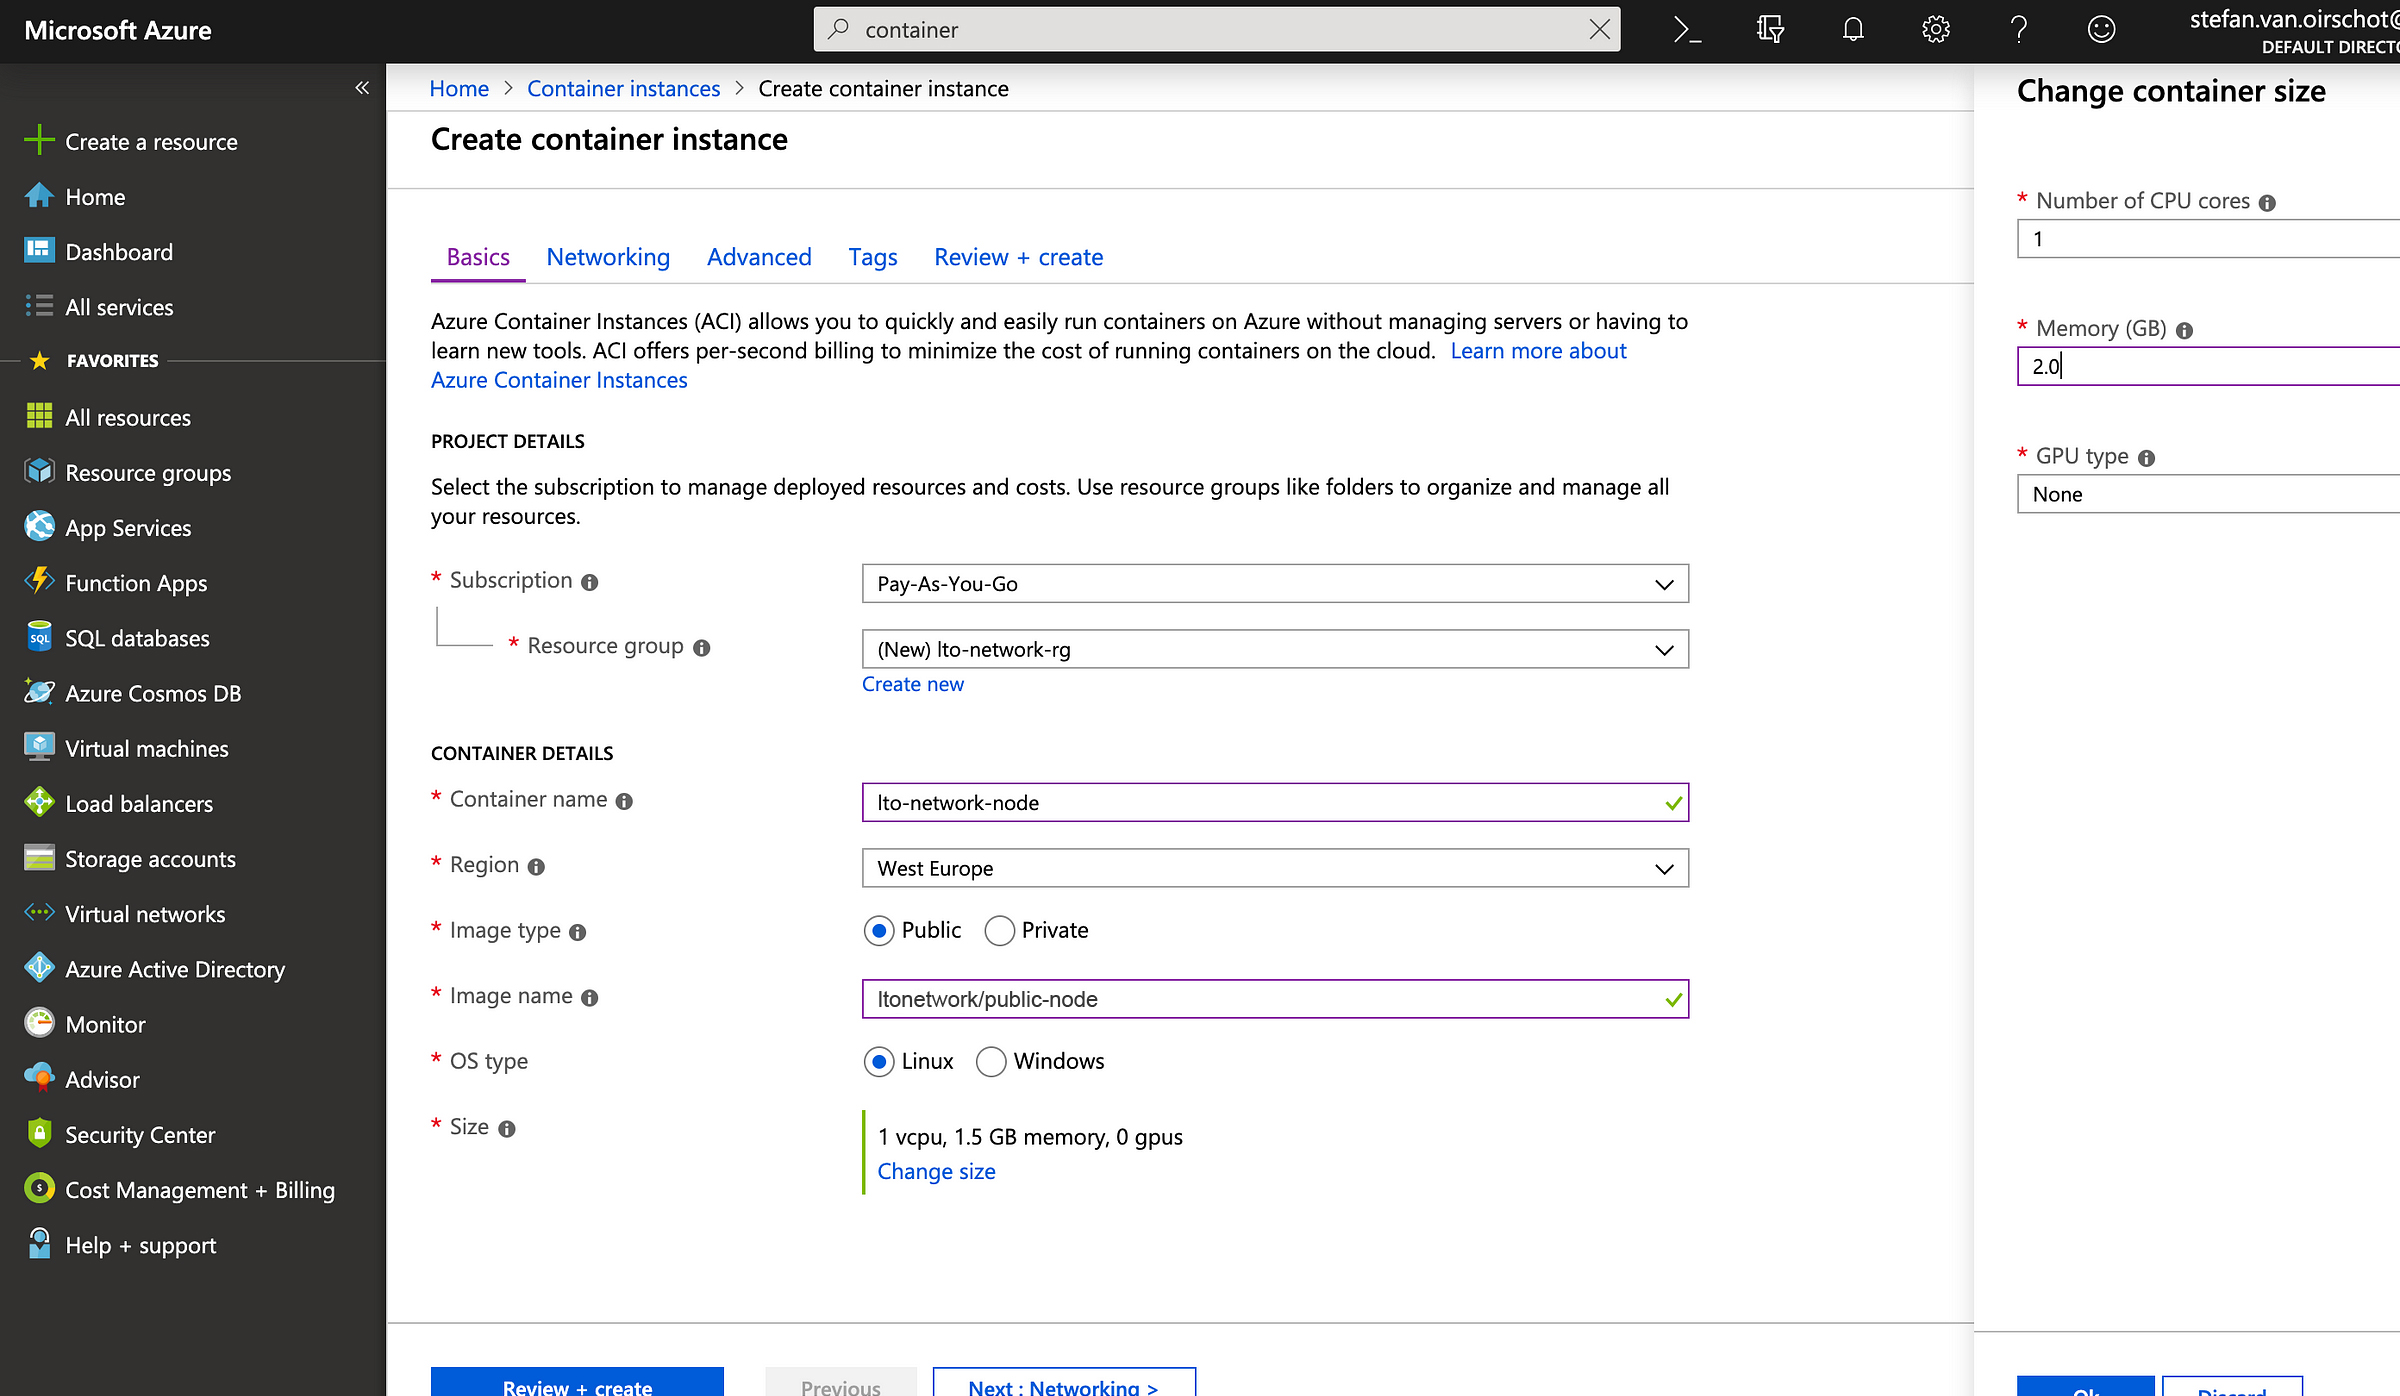 Microsoft Azure
container
stefan.van.oirschot@
DEFAULT DIRECTO
«
Create a resource
Home
Dashboard
All services
FAVORITES
All resources
Resource groups
App Services
Function Apps
SQL databases
Azure Cosmos DB
Virtual machines
Load balancers
Storage accounts
Virtual networks
Azure Active Directory
Monitor
Advisor
Security Center
Cost Management + Billing
Help + support
Home > Container instances > Create container instance
Create container instance
Basics Networking Advanced Tags Review + create
Azure Container Instances (ACI) allows you to quickly and easily run containers on Azure without managing servers or having to
learn new tools. ACI offers per-second billing to minimize the cost of running containers on the cloud. Learn more about
Azure Container Instances
PROJECT DETAILS
Select the subscription to manage deployed resources and costs. Use resource groups like folders to organize and manage all
your resources.
* Subscription Pay-As-You-Go
* Resource group (New) lto-network-rg
Create new
CONTAINER DETAILS
* Container name lto-network-node
* Region West Europe
* Image type Public Private
* Image name ltonetwork/public-node
* OS type Linux Windows
* Size 1 vcpu, 1.5 GB memory, 0 gpus
Change size
Review + create Previous Next : Networking >
Change container size
* Number of CPU cores
1
* Memory (GB)
2.0
* GPU type
None
Ok Discard